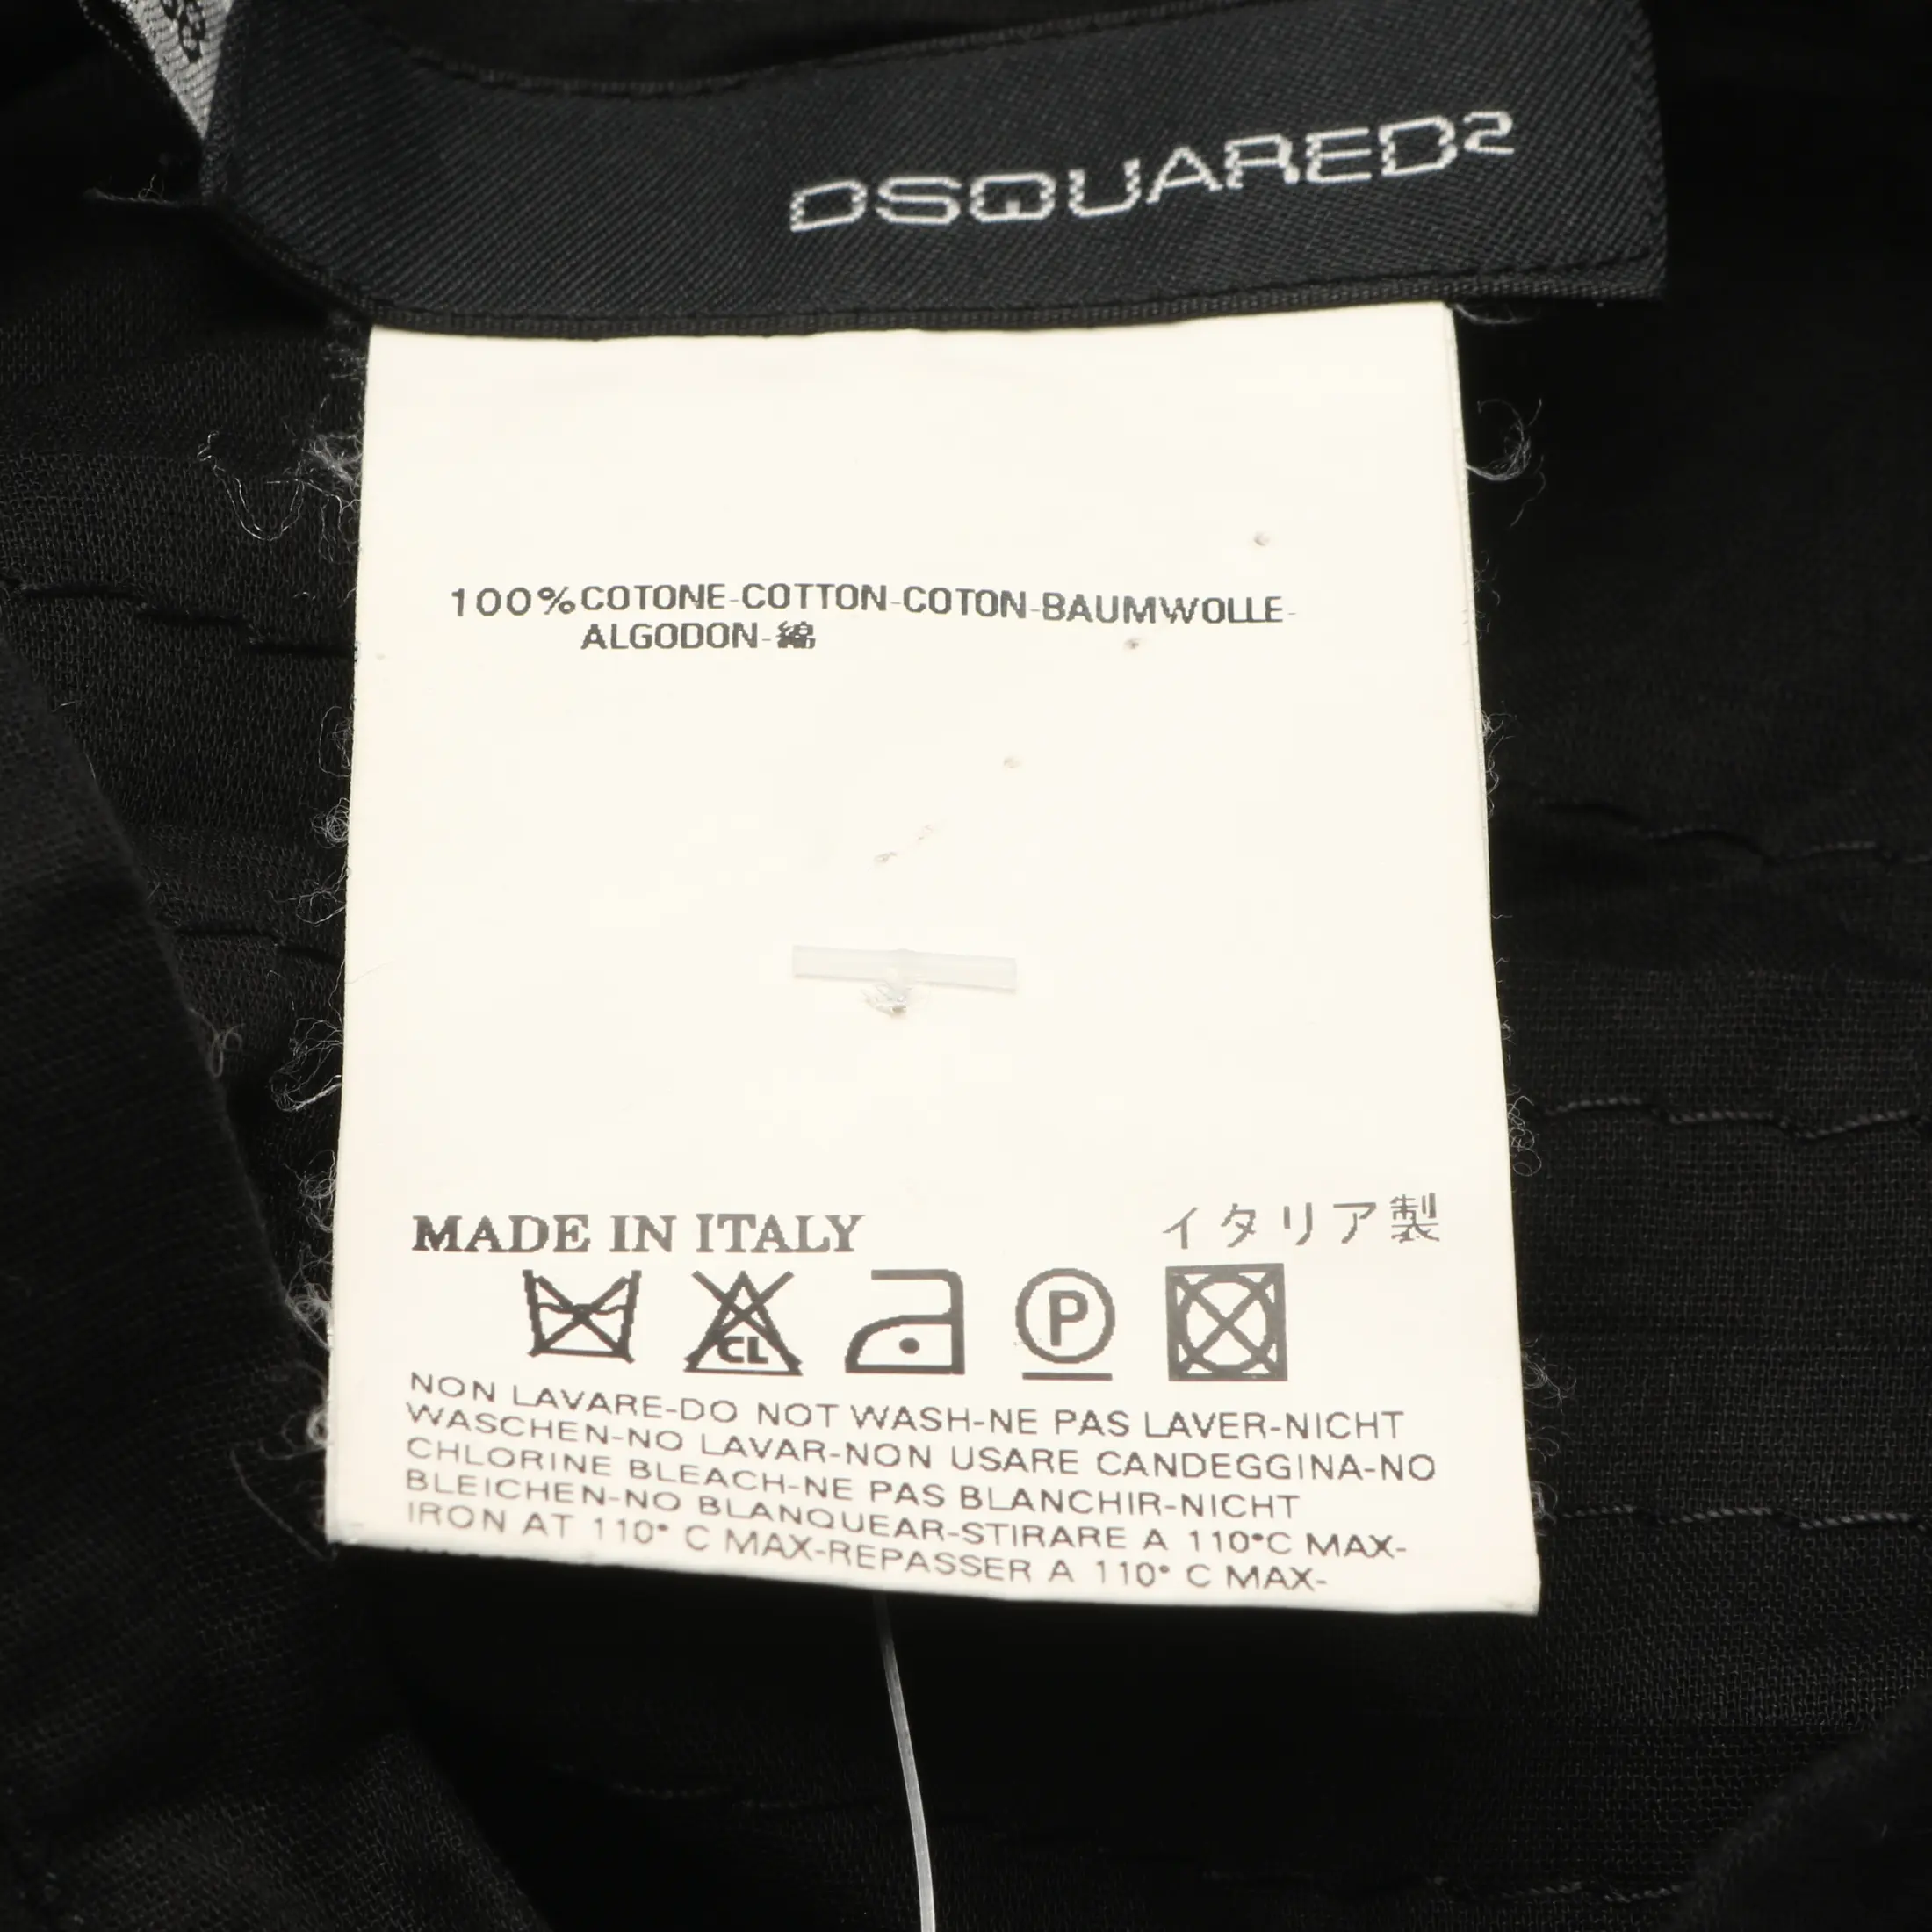 DSQUARED2
100%COTONE-COTTON-COTON-BAUMWOLLE-
ALGODON-綿
MADE IN ITALY イタリア製
CL P
NON LAVARE-DO NOT WASH-NE PAS LAVER-NICHT
WASCHEN-NO LAVAR-NON USARE CANDEGGINA-NO
CHLORINE BLEACH-NE PAS BLANCHIR-NICHT
BLEICHEN-NO BLANQUEAR-STIRARE A 110°C MAX-
IRON AT 110° C MAX-REPASSER A 110° C MAX-